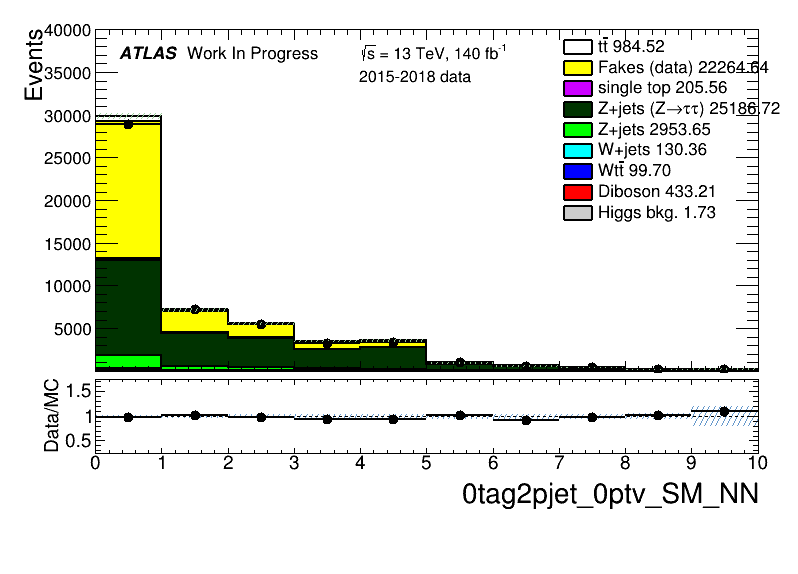 40000
35000
30000
25000
20000
15000
10000
5000
Events
ATLAS Work In Progress
√s = 13 TeV, 140 fb⁻¹
2015-2018 data
tt̄ 984.52
Fakes (data) 22264.64
single top 205.56
Z+jets (Z→ττ) 25186.72
Z+jets 2953.65
W+jets 130.36
Wtt̄ 99.70
Diboson 433.21
Higgs bkg. 1.73
Data/MC
1.5
1
0.5
0 1 2 3 4 5 6 7 8 9 10
0tag2pjet_0ptv_SM_NN